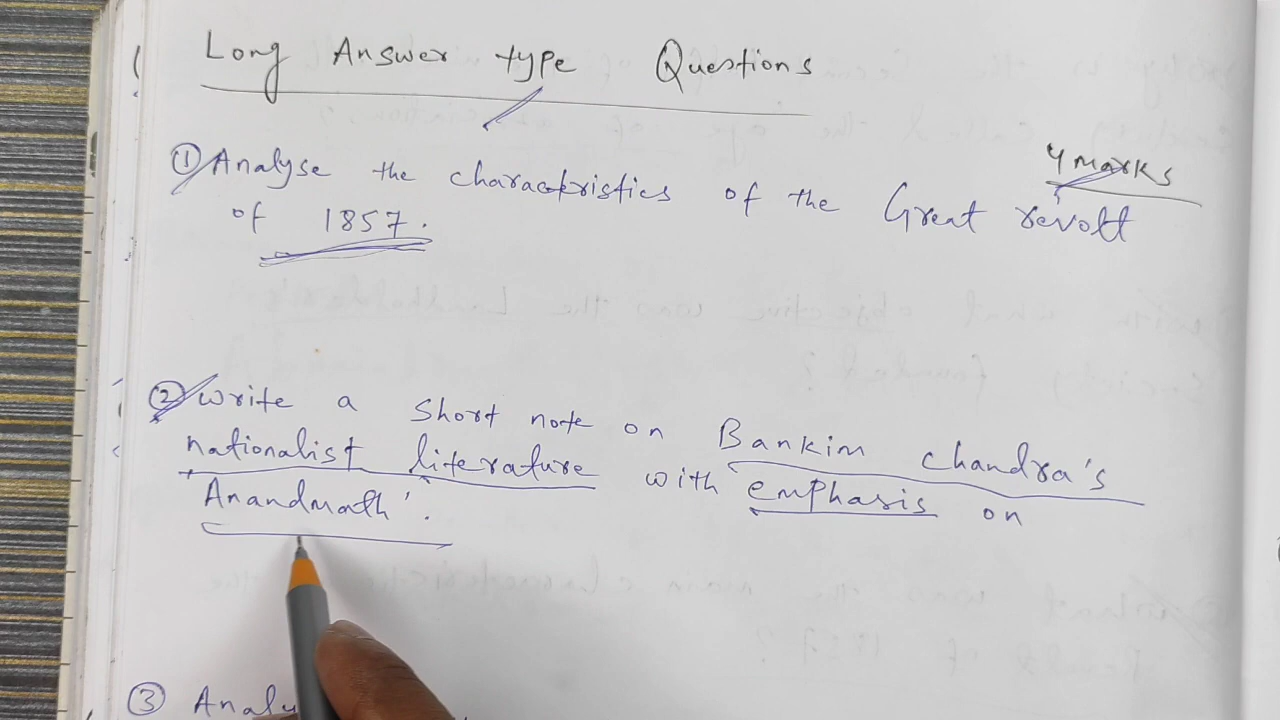 Long Answer type Questions
4 marks
① Analyse the characteristics of the Great revolt
of 1857.
② Write a short note on Bankim Chandra's
nationalist literature with emphasis on
'Anandmath'.
③ Analy